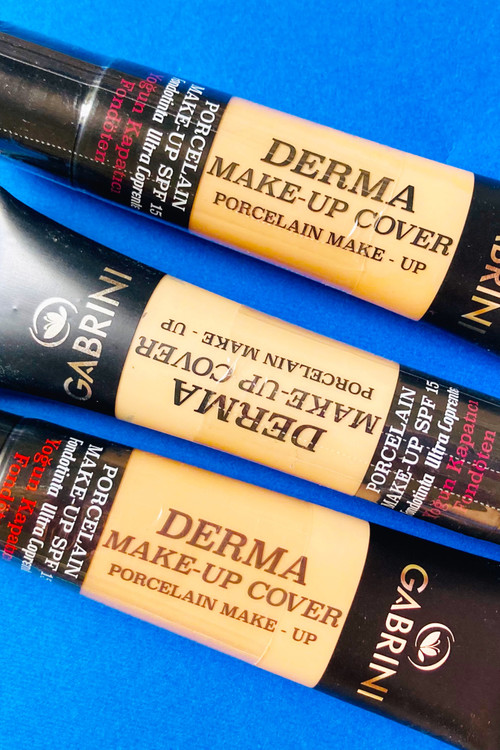 PORCELAIN
MAKE-UP SPF 15
Fondotinta Ultra Coprente
Yoğun Kapatıcı
Fondöten
DERMA
MAKE-UP COVER
PORCELAIN MAKE - UP
GABRINI
DERMA
MAKE-UP COVER
PORCELAIN MAKE - UP
PORCELAIN
MAKE-UP SPF 15
Ultra Coprente
Yoğun Kapatıcı
Fondöten
PORCELAIN
MAKE-UP SPF
Ultra
Yoğun
DERMA
MAKE-UP COVER
PORCELAIN MAKE - UP
GABRINI